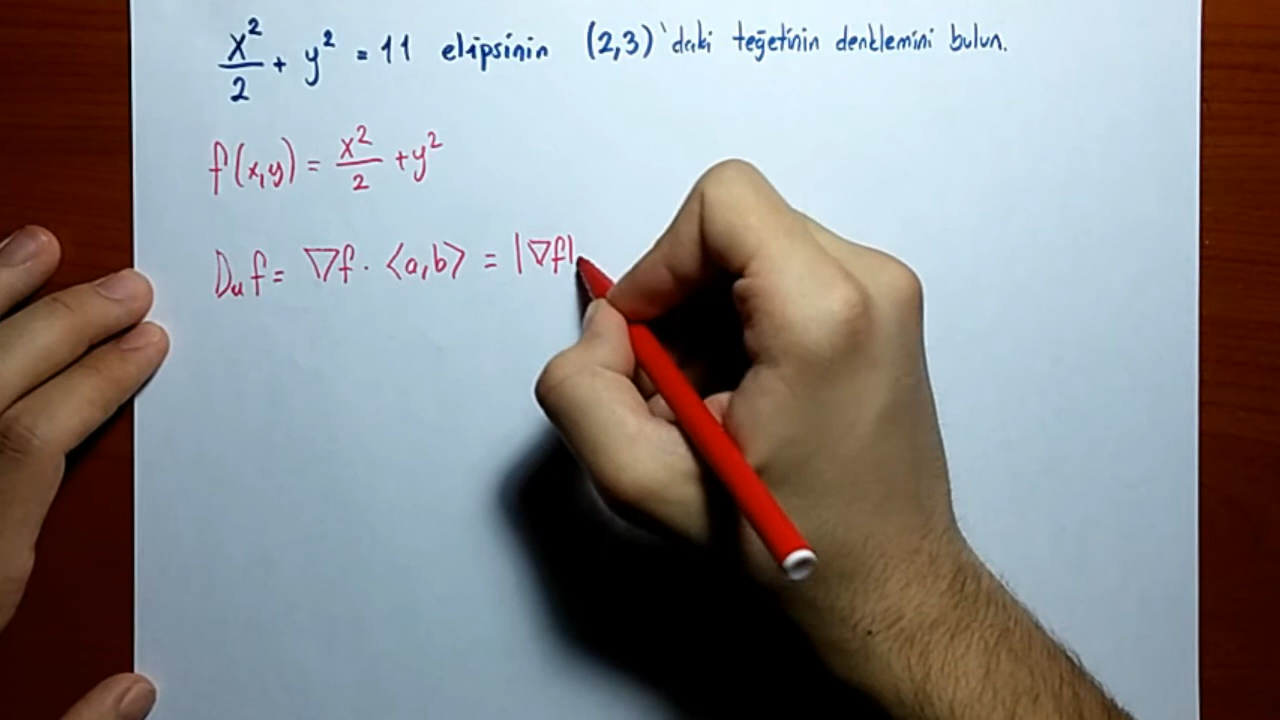 x²/2 + y² = 11 elipsinin (2,3)'daki teğetinin denklemini bulun.
f(x,y) = x²/2 + y²
Duf = ∇f · <a,b> = |∇f|